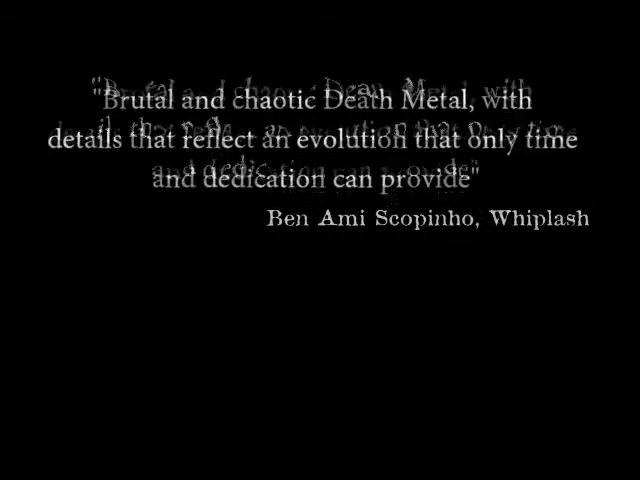 "Brutal and chaotic Death Metal, with
details that reflect an evolution that only time
and dedication can provide"
Ben Ami Scopinho, Whiplash